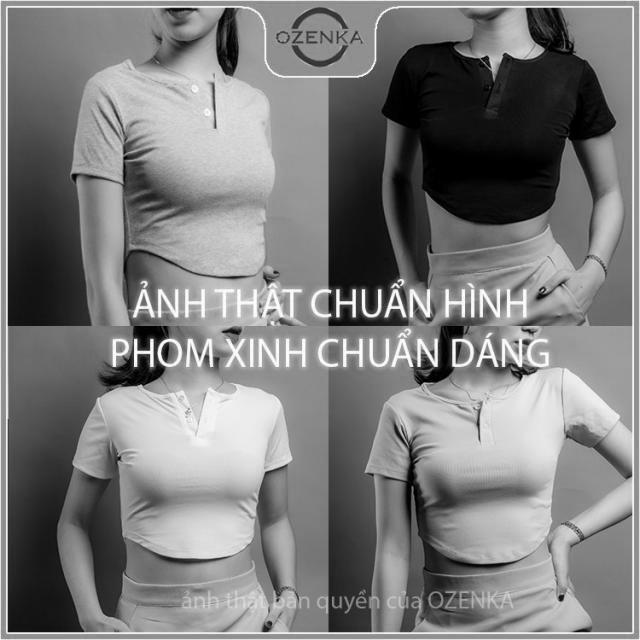 OZENKA
ẢNH THẬT CHUẨN HÌNH
PHOM XINH CHUẨN DÁNG
ảnh thật bản quyền của OZENKA